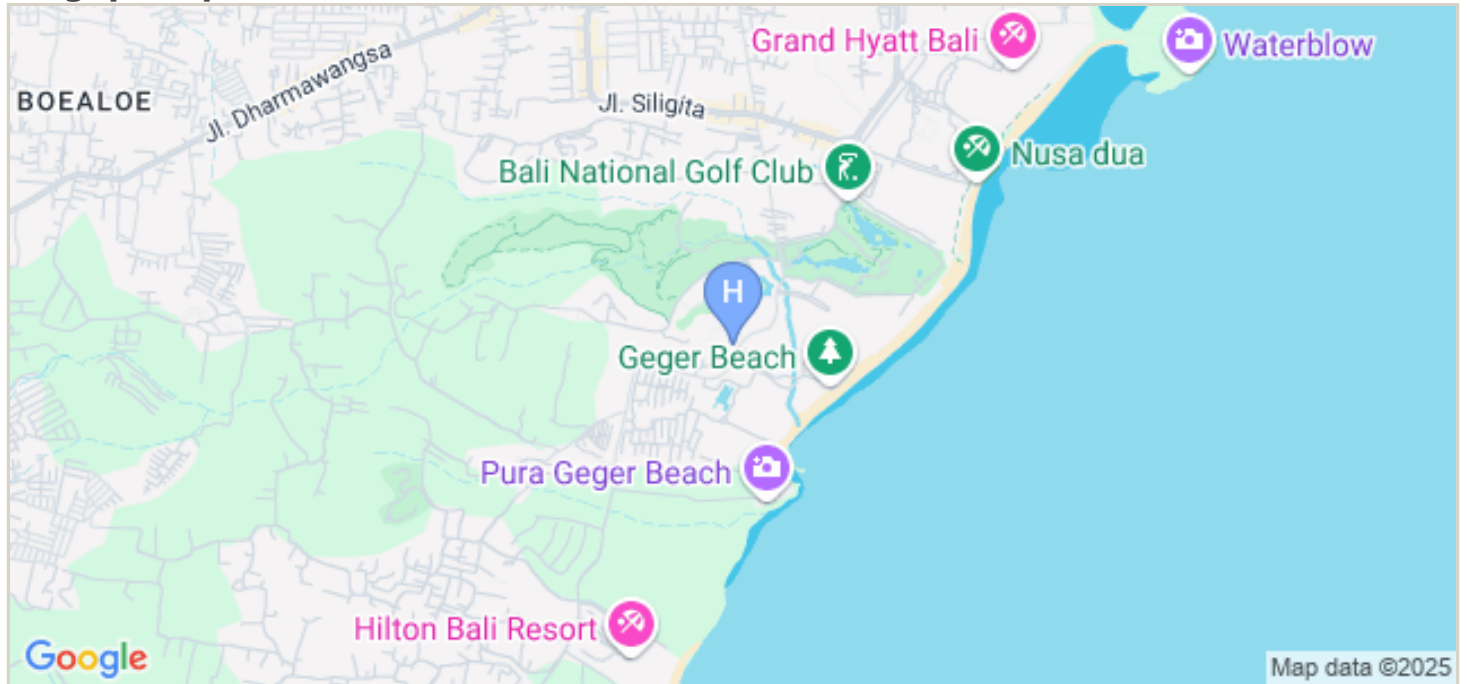 Grand Hyatt Bali
Waterblow
BOEALOE
Jl. Dharmawangsa
Jl. Siligita
Bali National Golf Club
Nusa dua
H
Geger Beach
Pura Geger Beach
Hilton Bali Resort
Google
Map data ©2025